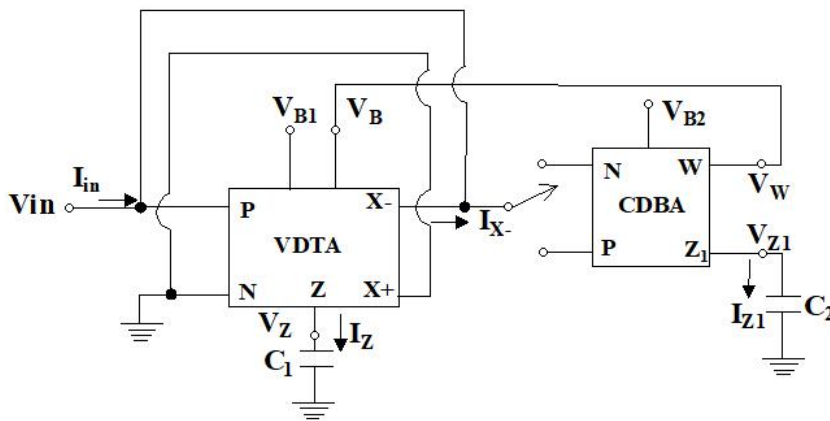 V_B1
V_B
V_B2
I_in
Vin
P
X-
VDTA
N
Z
X+
I_X-
V_Z
I_Z
C_1
N
W
CDBA
P
Z_1
V_W
V_Z1
I_Z1
C_2